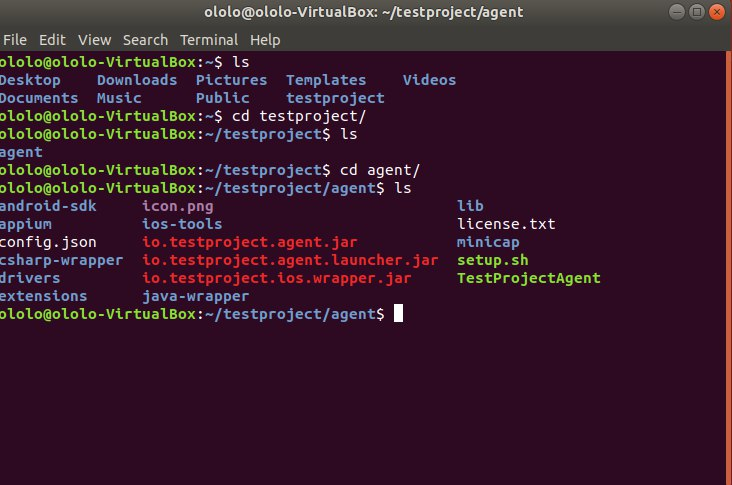 ololo@ololo-VirtualBox: ~/testproject/agent
File Edit View Search Terminal Help
ololo@ololo-VirtualBox:~$ ls
Desktop Downloads Pictures Templates Videos
Documents Music Public testproject
ololo@ololo-VirtualBox:~$ cd testproject/
ololo@ololo-VirtualBox:~/testproject$ ls
agent
ololo@ololo-VirtualBox:~/testproject$ cd agent/
ololo@ololo-VirtualBox:~/testproject/agent$ ls
android-sdk icon.png lib
appium ios-tools license.txt
config.json io.testproject.agent.jar minicap
csharp-wrapper io.testproject.agent.launcher.jar setup.sh
drivers io.testproject.ios.wrapper.jar TestProjectAgent
extensions java-wrapper
ololo@ololo-VirtualBox:~/testproject/agent$